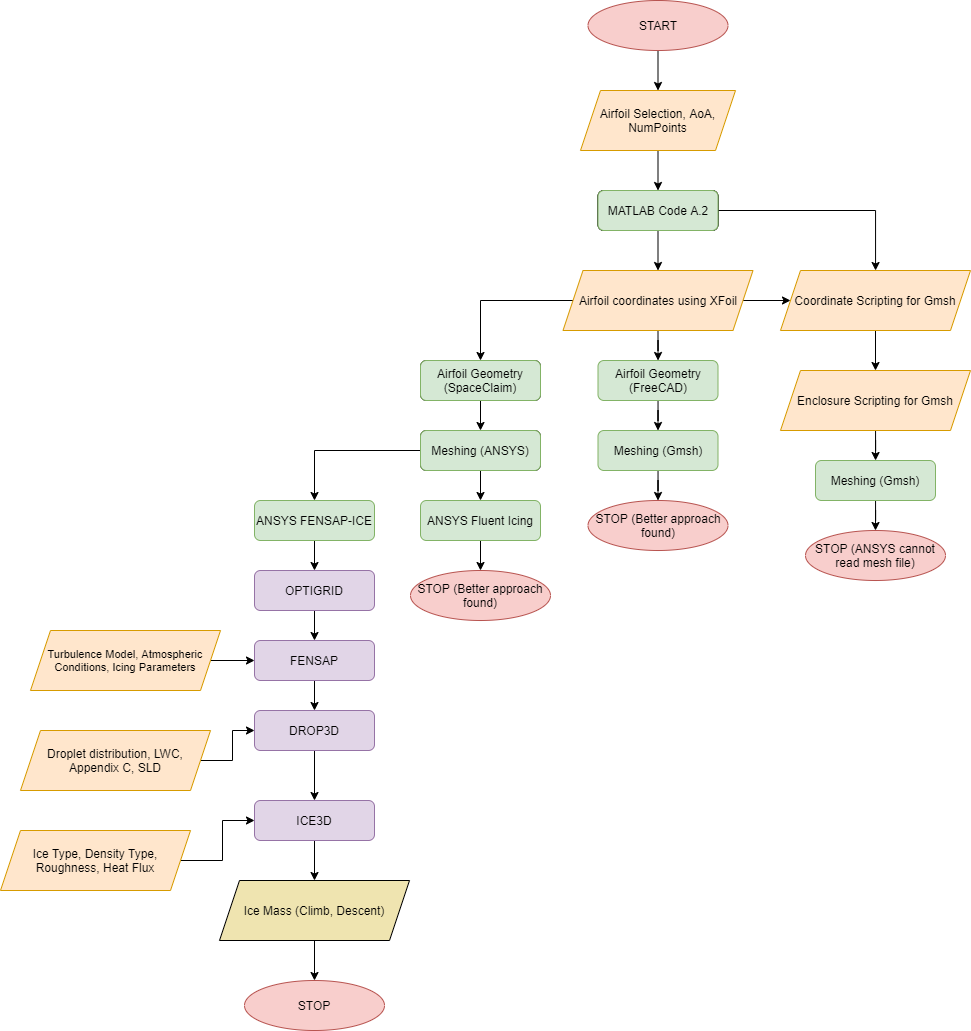 START
Airfoil Selection, AoA,
NumPoints
MATLAB Code A.2
Airfoil coordinates using XFoil
Coordinate Scripting for Gmsh
Airfoil Geometry
(SpaceClaim)
Airfoil Geometry
(FreeCAD)
Enclosure Scripting for Gmsh
Meshing (ANSYS)
Meshing (Gmsh)
Meshing (Gmsh)
ANSYS FENSAP-ICE
ANSYS Fluent Icing
STOP (Better approach
found)
STOP (ANSYS cannot
read mesh file)
OPTIGRID
STOP (Better approach
found)
Turbulence Model, Atmospheric
Conditions, Icing Parameters
FENSAP
DROP3D
Droplet distribution, LWC,
Appendix C, SLD
ICE3D
Ice Type, Density Type,
Roughness, Heat Flux
Ice Mass (Climb, Descent)
STOP